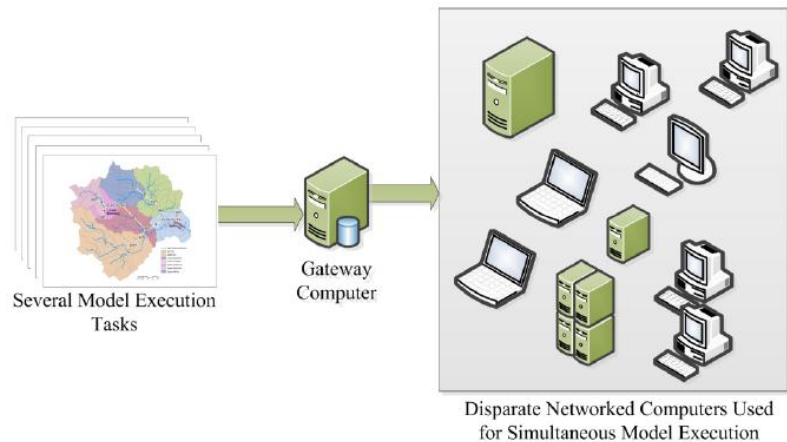 Several Model Execution
Tasks
Gateway
Computer
Disparate Networked Computers Used
for Simultaneous Model Execution